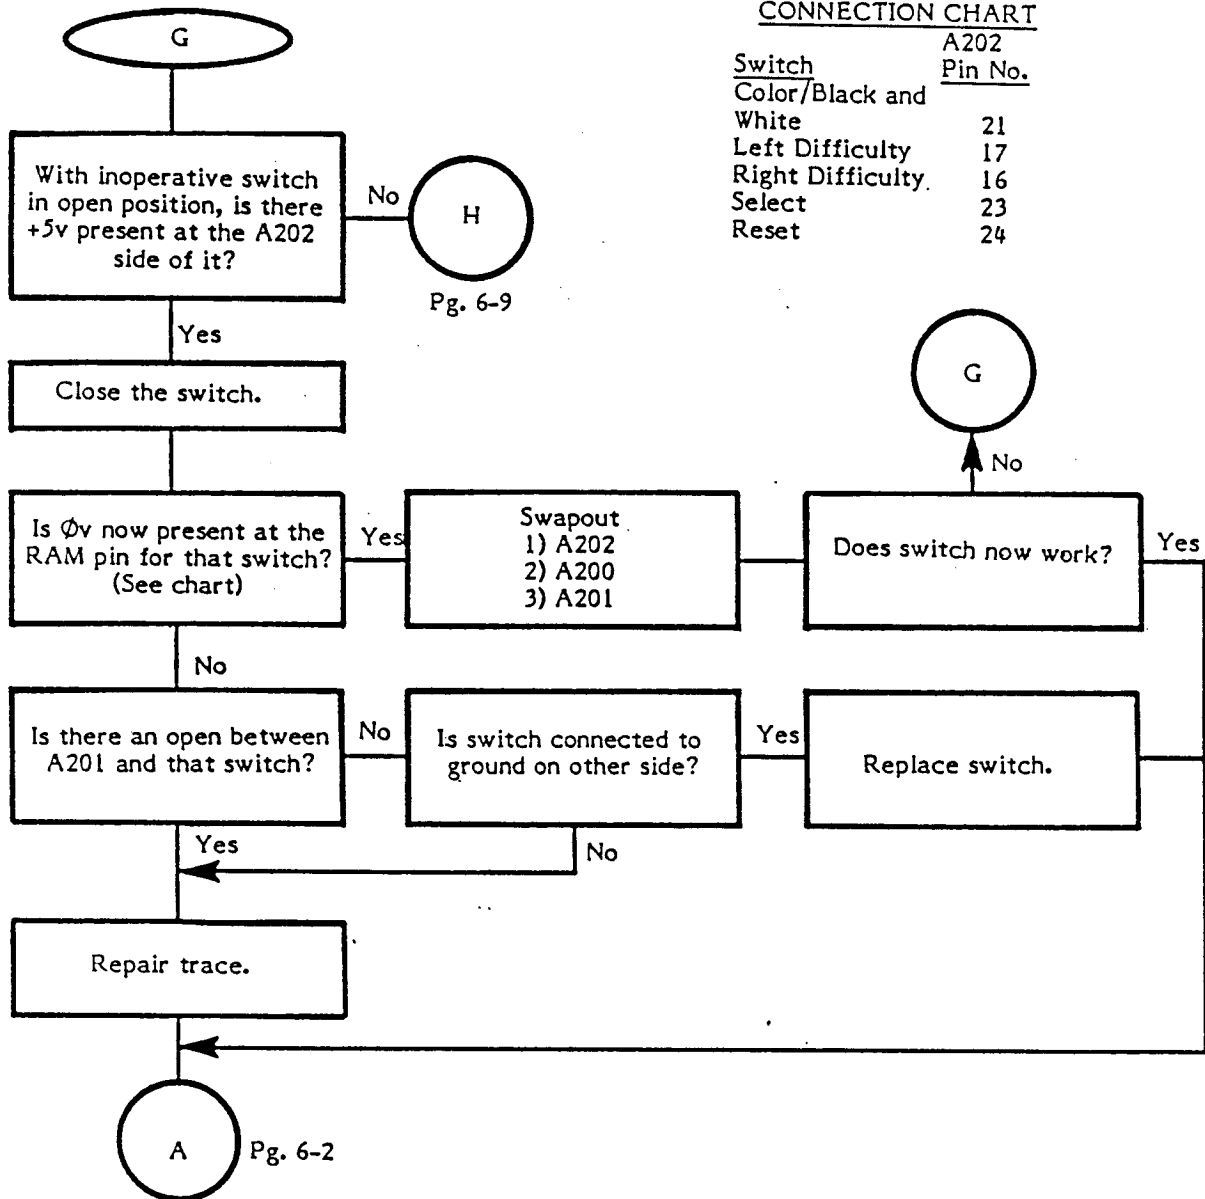 G
CONNECTION CHART
A202
Switch Pin No.
Color/Black and
White 21
Left Difficulty 17
Right Difficulty 16
Select 23
Reset 24
With inoperative switch
in open position, is there
+5v present at the A202
side of it?
No
H
Pg. 6-9
Yes
Close the switch.
G
No
Is Øv now present at the
RAM pin for that switch?
(See chart)
Yes
Swapout
1) A202
2) A200
3) A201
Does switch now work?
Yes
No
Is there an open between
A201 and that switch?
No
Is switch connected to
ground on other side?
Yes
Replace switch.
Yes
No
Repair trace.
A
Pg. 6-2